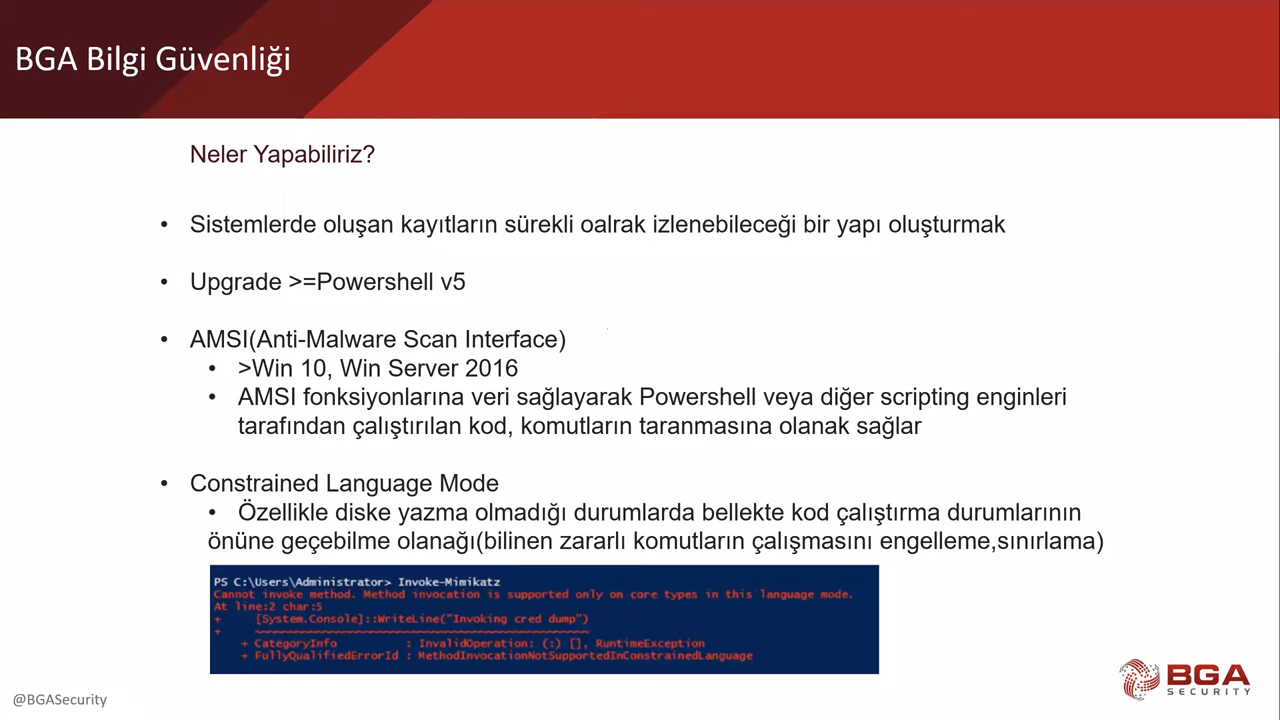 BGA Bilgi Güvenliği
Neler Yapabiliriz?
• Sistemlerde oluşan kayıtların sürekli oalrak izlenebileceği bir yapı oluşturmak
• Upgrade >=Powershell v5
• AMSI(Anti-Malware Scan Interface)
• >Win 10, Win Server 2016
• AMSI fonksiyonlarına veri sağlayarak Powershell veya diğer scripting enginleri
tarafından çalıştırılan kod, komutların taranmasına olanak sağlar
• Constrained Language Mode
• Özellikle diske yazma olmadığı durumlarda bellekte kod çalıştırma durumlarının
önüne geçebilme olanağı(bilinen zararlı komutların çalışmasını engelleme,sınırlama)
PS C:\Users\Administrator> Invoke-Mimikatz
Cannot invoke method. Method invocation is supported only on core types in this language mode.
At line:2 char:5
+     [System.Console]::WriteLine("Invoking cred dump")
+     ~~~~~~~~~~~~~~~~~~~~~~~~~~~~~~~~~~~~~~~~~~~~~~~~~
    + CategoryInfo          : InvalidOperation: (:) [], RuntimeException
    + FullyQualifiedErrorId : MethodInvocationNotSupportedInConstrainedLanguage
BGA
SECURITY
@BGASecurity